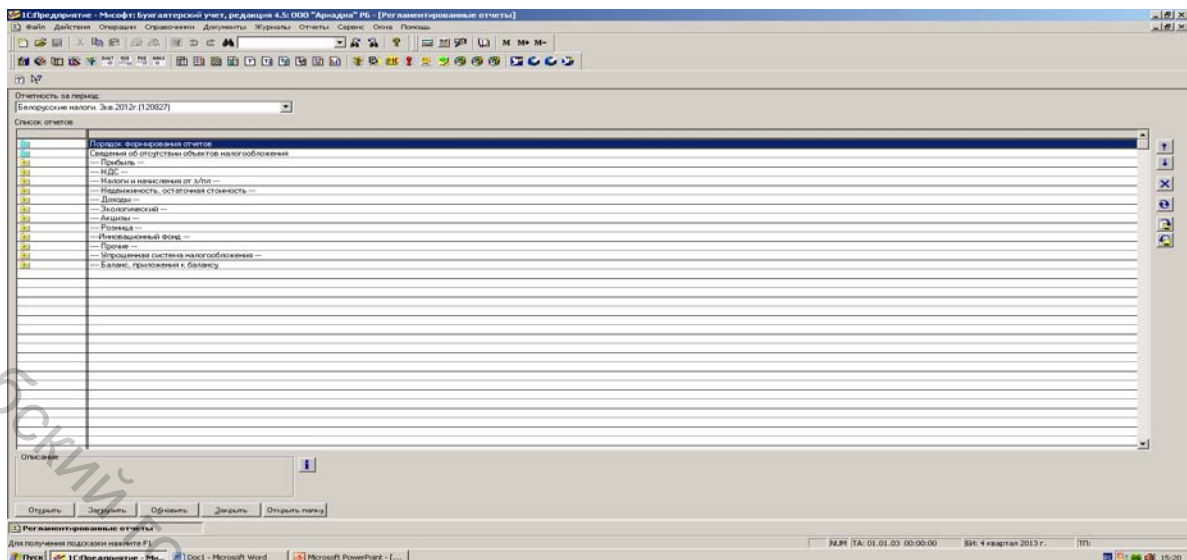 1С:Предприятие - Мисофт: Бухгалтерский учет, редакция 4.5: ООО "Ариадна" РБ - [Регламентированные отчеты]
Файл Действия Операции Справочники Документы Журналы Отчеты Сервис Окна Помощь
M M+ M-
Отчетность за период:
Белорусские налоги. 3кв.2012г.(120827)
Список отчетов
Порядок формирования отчетов
Сведения об отсутствии объектов налогообложения
--- Прибыль ---
--- НДС ---
--- Налоги и начисления от з/пл ---
--- Недвижимость, остаточная стоимость ---
--- Доходы ---
--- Экологический ---
--- Акцизы ---
--- Розница ---
---Инновационный фонд ---
--- Прочие ---
--- Упрощенная система налогообложения ---
--- Баланс, приложения к балансу
Описание
Открыть Загрузить Обновить Закрыть Открыть папку
Регламентированные отчеты
Для получения подсказки нажмите F1 NUM ТА: 01.01.03 00:00:00 БИ: 4 квартал 2013 г. ТП:
Пуск 1С:Предприятие - Ми... Doc1 - Microsoft Word Microsoft PowerPoint - [... 15:20